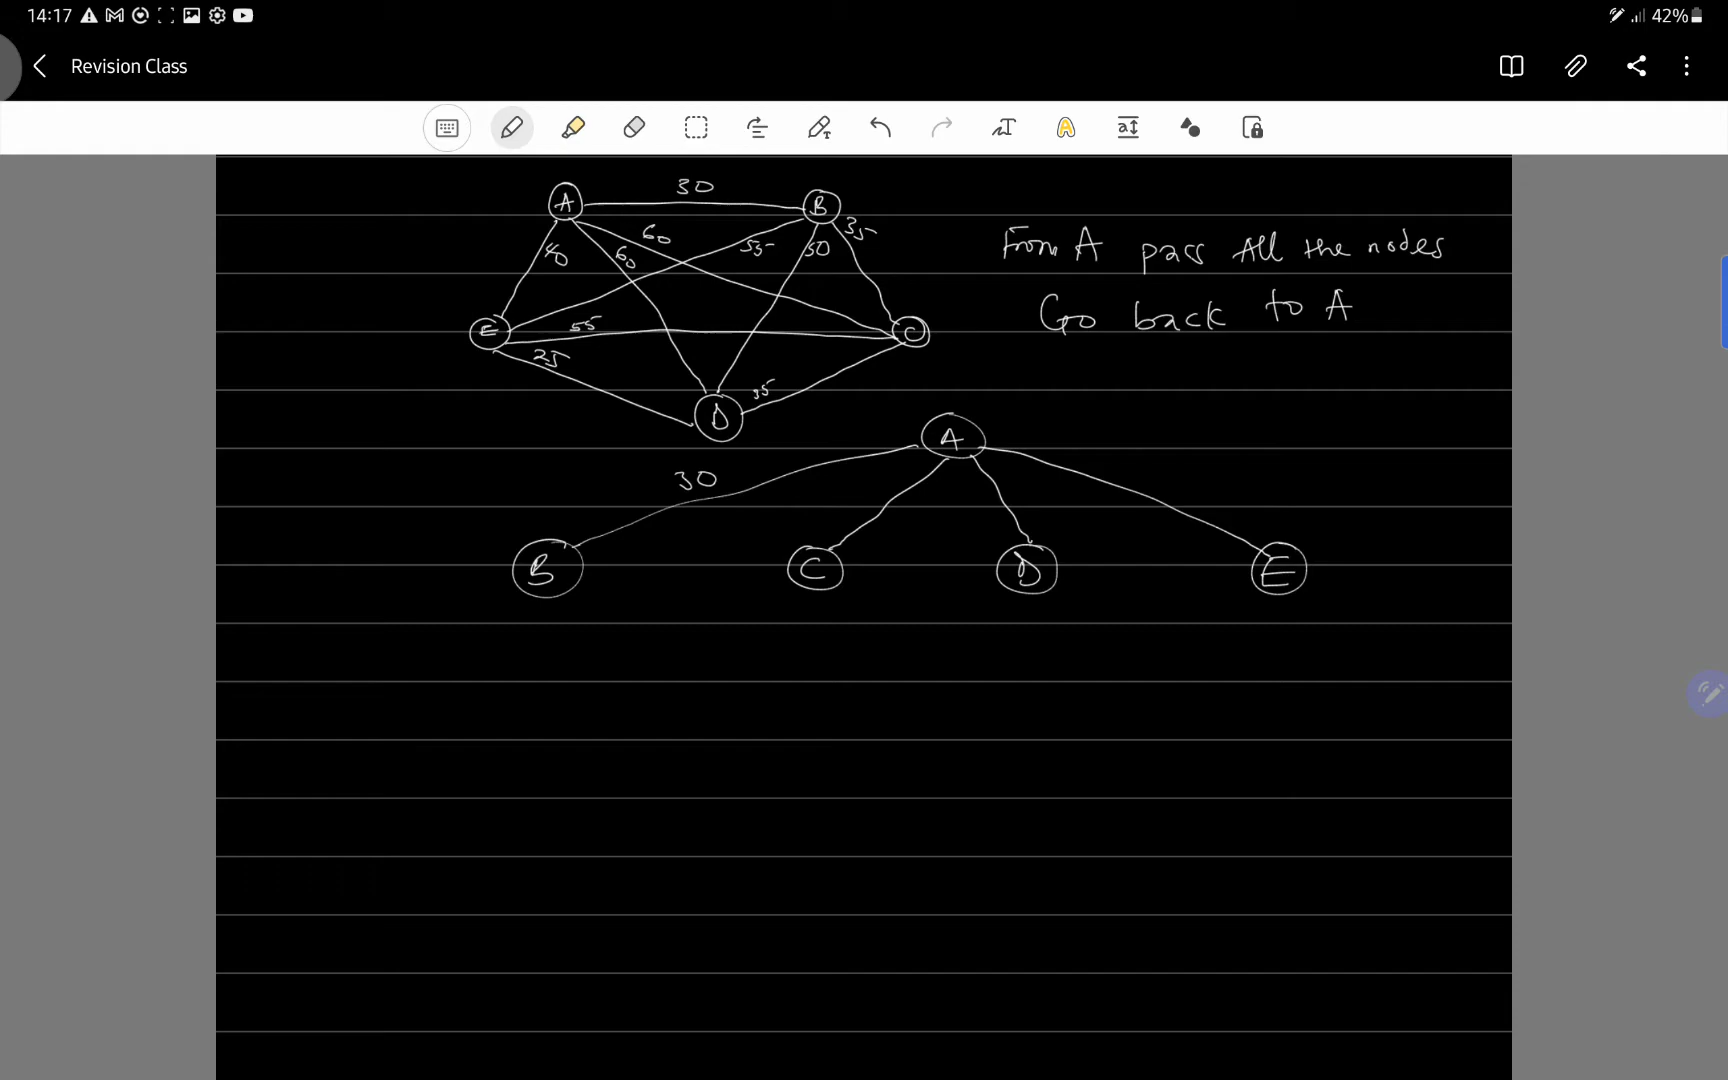 14:17
42%
Revision Class
A 30 B
60 35
40 60 55 50
E 55 C
25
35
D
From A pass All the nodes
Go back to A
A
30
B C D E